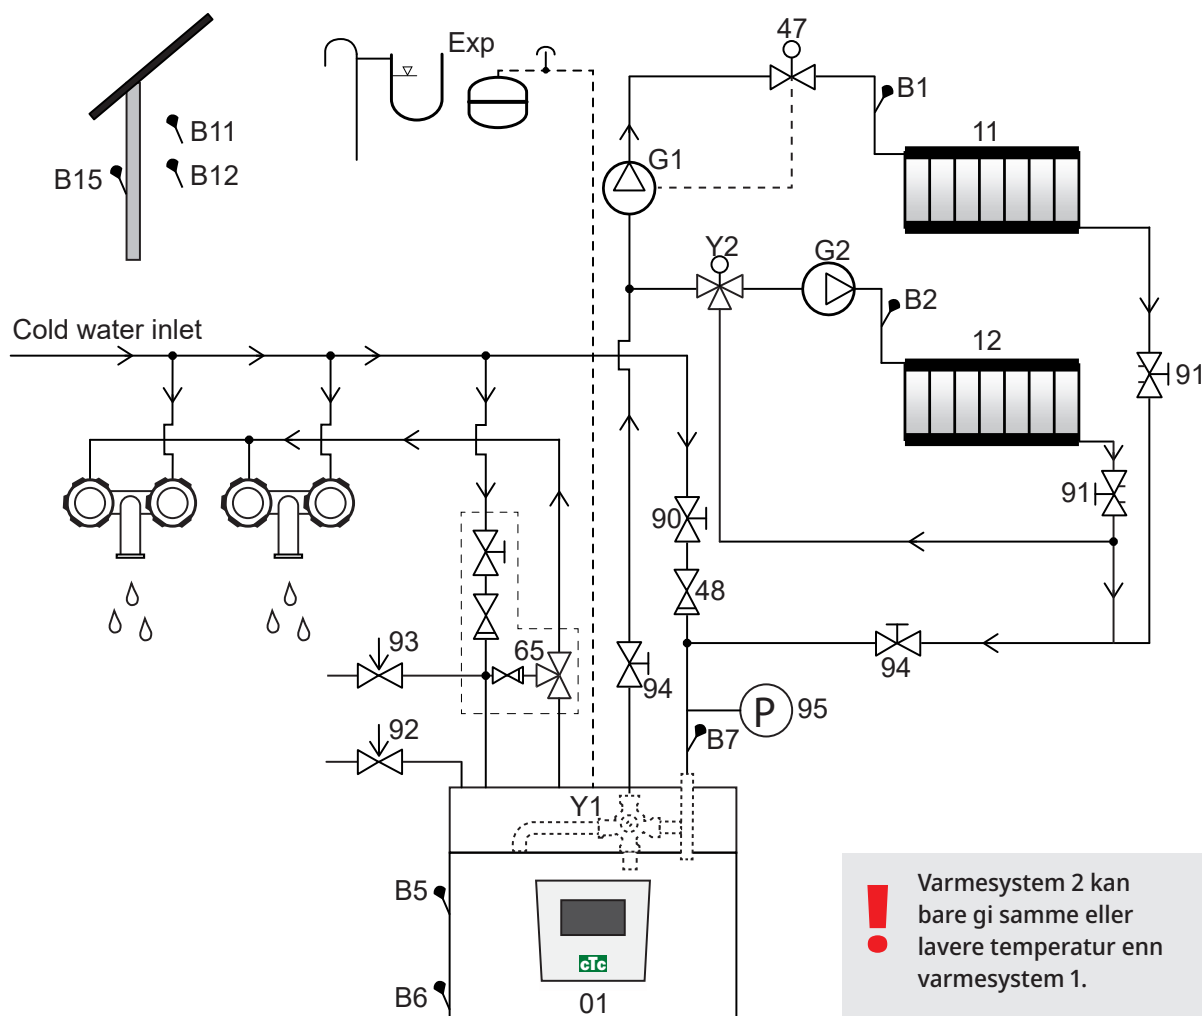 47
Exp
B1
B11
11
G1
B12
B15
Y2
G2
B2
Cold water inlet
12
91
91
90
48
93
65
94
94
95
P
92
B7
Y1
B5
Varmesystem 2 kan
bare gi samme eller
lavere temperatur enn
varmesystem 1.
!
cTc
B6
01